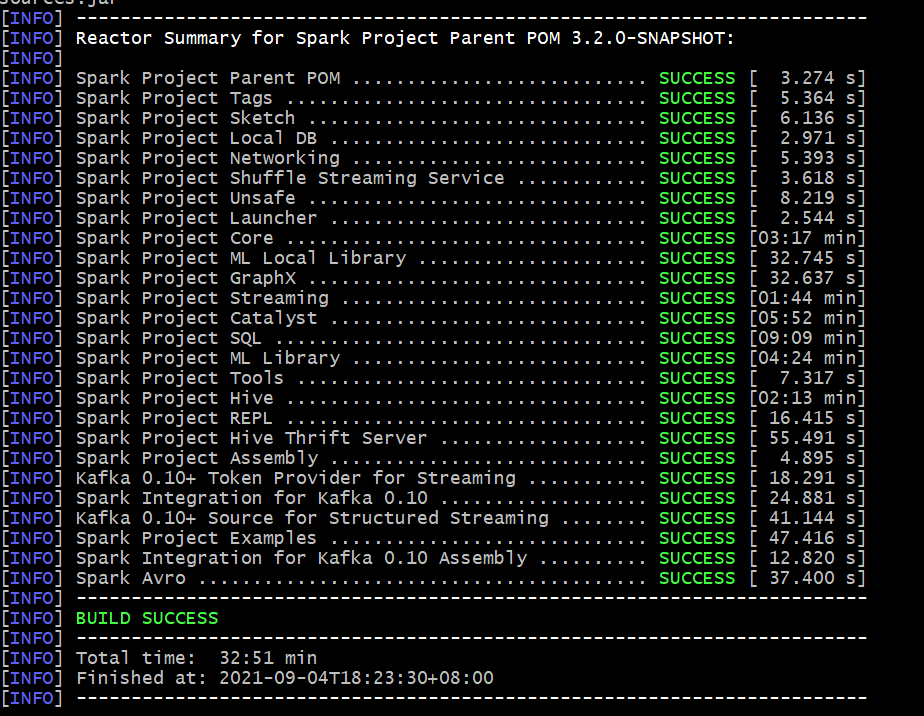 sources.jar
[INFO] ------------------------------------------------------------------------
[INFO] Reactor Summary for Spark Project Parent POM 3.2.0-SNAPSHOT:
[INFO]
[INFO] Spark Project Parent POM ........................... SUCCESS [  3.274 s]
[INFO] Spark Project Tags ................................. SUCCESS [  5.364 s]
[INFO] Spark Project Sketch ............................... SUCCESS [  6.136 s]
[INFO] Spark Project Local DB ............................. SUCCESS [  2.971 s]
[INFO] Spark Project Networking ........................... SUCCESS [  5.393 s]
[INFO] Spark Project Shuffle Streaming Service ............ SUCCESS [  3.618 s]
[INFO] Spark Project Unsafe ............................... SUCCESS [  8.219 s]
[INFO] Spark Project Launcher ............................. SUCCESS [  2.544 s]
[INFO] Spark Project Core ................................. SUCCESS [03:17 min]
[INFO] Spark Project ML Local Library ..................... SUCCESS [ 32.745 s]
[INFO] Spark Project GraphX ............................... SUCCESS [ 32.637 s]
[INFO] Spark Project Streaming ............................ SUCCESS [01:44 min]
[INFO] Spark Project Catalyst ............................. SUCCESS [05:52 min]
[INFO] Spark Project SQL .................................. SUCCESS [09:09 min]
[INFO] Spark Project ML Library ........................... SUCCESS [04:24 min]
[INFO] Spark Project Tools ................................ SUCCESS [  7.317 s]
[INFO] Spark Project Hive ................................. SUCCESS [02:13 min]
[INFO] Spark Project REPL ................................. SUCCESS [ 16.415 s]
[INFO] Spark Project Hive Thrift Server ................... SUCCESS [ 55.491 s]
[INFO] Spark Project Assembly ............................. SUCCESS [  4.895 s]
[INFO] Kafka 0.10+ Token Provider for Streaming ........... SUCCESS [ 18.291 s]
[INFO] Spark Integration for Kafka 0.10 ................... SUCCESS [ 24.881 s]
[INFO] Kafka 0.10+ Source for Structured Streaming ........ SUCCESS [ 41.144 s]
[INFO] Spark Project Examples ............................. SUCCESS [ 47.416 s]
[INFO] Spark Integration for Kafka 0.10 Assembly .......... SUCCESS [ 12.820 s]
[INFO] Spark Avro ......................................... SUCCESS [ 37.400 s]
[INFO] ------------------------------------------------------------------------
[INFO] BUILD SUCCESS
[INFO] ------------------------------------------------------------------------
[INFO] Total time:  32:51 min
[INFO] Finished at: 2021-09-04T18:23:30+08:00
[INFO] ------------------------------------------------------------------------